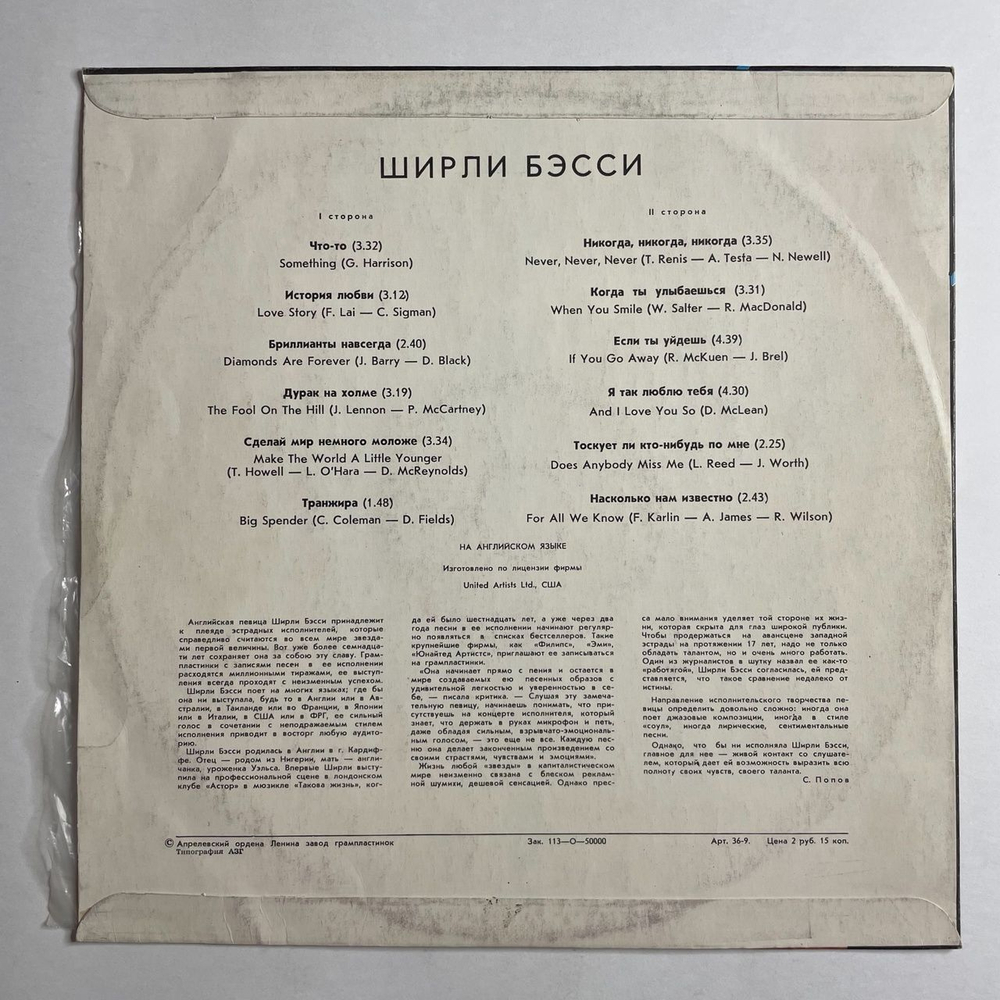 ШИРЛИ БЭССИ
I сторона
Что-то (3.32)
Something (G. Harrison)
История любви (3.12)
Love Story (F. Lai — C. Sigman)
Бриллианты навсегда (2.40)
Diamonds Are Forever (J. Barry — D. Black)
Дурак на холме (3.19)
The Fool On The Hill (J. Lennon — P. McCartney)
Сделай мир немного моложе (3.34)
Make The World A Little Younger
(T. Howell — L. O'Hara — D. McReynolds)
Транжира (1.48)
Big Spender (C. Coleman — D. Fields)
II сторона
Никогда, никогда, никогда (3.35)
Never, Never, Never (T. Renis — A. Testa — N. Newell)
Когда ты улыбаешься (3.31)
When You Smile (W. Salter — R. MacDonald)
Если ты уйдешь (4.39)
If You Go Away (R. McKuen — J. Brel)
Я так люблю тебя (4.30)
And I Love You So (D. McLean)
Тоскует ли кто-нибудь по мне (2.25)
Does Anybody Miss Me (L. Reed — J. Worth)
Насколько нам известно (2.43)
For All We Know (F. Karlin — A. James — R. Wilson)
НА АНГЛИЙСКОМ ЯЗЫКЕ
Изготовлено по лицензии фирмы
United Artists Ltd., США
Английская певица Ширли Бэсси принадлежит
к плеяде эстрадных исполнителей, которые
справедливо считаются во всем мире звезда-
ми первой величины. Вот уже более семнадца-
ти лет сохраняет она за собою эту славу. Грам-
пластинки с записями песен в ее исполнении
расходятся миллионными тиражами, ее выступ-
ления всегда проходят с неизменным успехом.
Ширли Бэсси поет на многих языках; где бы
она ни выступала, будь то в Англии или в Ав-
стралии, в Таиланде или во Франции, в Японии
или в Италии, в США или в ФРГ, ее сильный
голос в сочетании с неподражаемым стилем
исполнения приводит в восторг любую аудито-
рию.
Ширли Бэсси родилась в Англии в г. Кардиф-
фе. Отец — родом из Нигерии, мать — англи-
чанка, уроженка Уэльса. Впервые Ширли высту-
пила на профессиональной сцене в лондонском
клубе «Астор» в мюзикле «Такова жизнь», ког-
да ей было шестнадцать лет, а уже через два
года песни в ее исполнении начинают регуляр-
но появляться в списках бестселлеров. Такие
крупнейшие фирмы, как «Филипс», «Эми»,
«Юнайтед Артистс», приглашают ее записываться
на грампластинки.
«Она начинает прямо с пения и остается в
мире создаваемых ею песенных образов с
удивительной легкостью и уверенностью в се-
бе, — писала критика. — Слушая эту замеча-
тельную певицу, начинаешь понимать, что при-
сутствуешь на концерте исполнителя, который
знает, что держать в руках микрофон и петь,
даже обладая сильным, взрывчато-эмоциональ-
ным голосом, — это еще не все. Каждую пес-
ню она делает законченным произведением со
своими страстями, чувствами и эмоциями».
Жизнь любой «звезды» в капиталистическом
мире неизменно связана с блеском реклам-
ной шумихи, дешевой сенсацией. Однако прес-
са мало внимания уделяет той стороне их жиз-
ни, которая скрыта для глаз широкой публики.
Чтобы продержаться на авансцене западной
эстрады на протяжении 17 лет, надо не только
обладать талантом, но и очень много работать.
Один из журналистов в шутку назвал ее как-то
«работягой», Ширли Бэсси согласилась, ей пред-
ставляется, что такое сравнение недалеко от
истины.
Направление исполнительского творчества пе-
вицы определить довольно сложно: иногда она
поет джазовые композиции, иногда в стиле
«соул», иногда лирические, сентиментальные
песни.
Однако, что бы ни исполняла Ширли Бэсси,
главное для нее — живой контакт со слушате-
лем, который дает ей возможность выразить всю
полноту своих чувств, своего таланта.
С. Попов
© Апрелевский ордена Ленина завод грампластинок
Типография АЗГ
Зак. 113—О—50000
Арт. 36-9. Цена 2 руб. 15 коп.